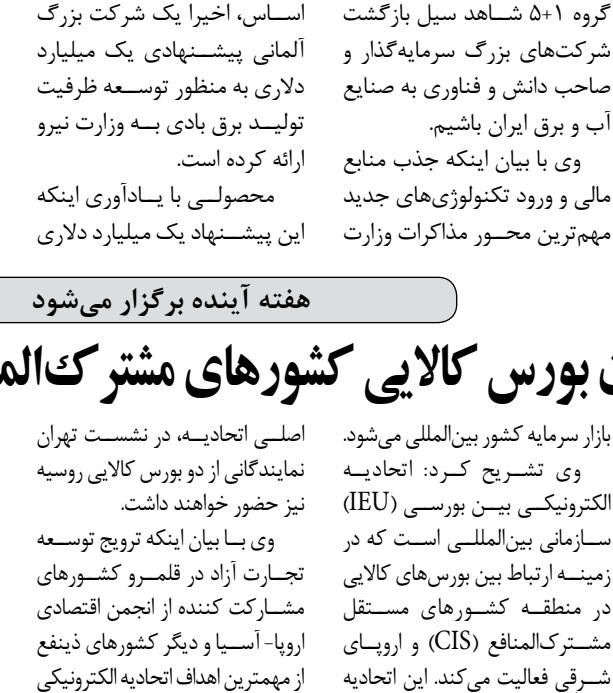 گروه ۱+۵ شاهد سیل بازگشت
شرکت‌های بزرگ سرمایه‌گذار و
صاحب دانش و فناوری به صنایع
آب و برق ایران باشیم.
وی با بیان اینکه جذب منابع
مالی و ورود تکنولوژی‌های جدید
مهم‌ترین محور مذاکرات وزارت
اساس، اخیرا یک شرکت بزرگ
آلمانی پیشنهادی یک میلیارد
دلاری به منظور توسعه ظرفیت
تولید برق بادی به وزارت نیرو
ارائه کرده است.
محصولی با یادآوری اینکه
این پیشنهاد یک میلیارد دلاری
هفته آینده برگزار می‌شود
بورس کالایی کشورهای
بازار سرمایه کشور بین‌المللی می‌شود.
وی تشریح کرد: اتحادیه
الکترونیکی بین بورسی (IEU)
سازمانی بین‌المللی است که در
زمینه ارتباط بین بورس‌های کالایی
در منطقه کشورهای مستقل
مشترک‌المنافع (CIS) و اروپای
شرقی فعالیت می‌کند. این اتحادیه
اصلی اتحادیه، در نشست تهران
نمایندگانی از دو بورس کالایی روسیه
نیز حضور خواهند داشت.
وی با بیان اینکه ترویج توسعه
تجارت آزاد در قلمرو کشورهای
مشارکت کننده از انجمن اقتصادی
اروپا- آسیا و دیگر کشورهای ذینفع
از مهمترین اهداف اتحادیه الکترونیکی